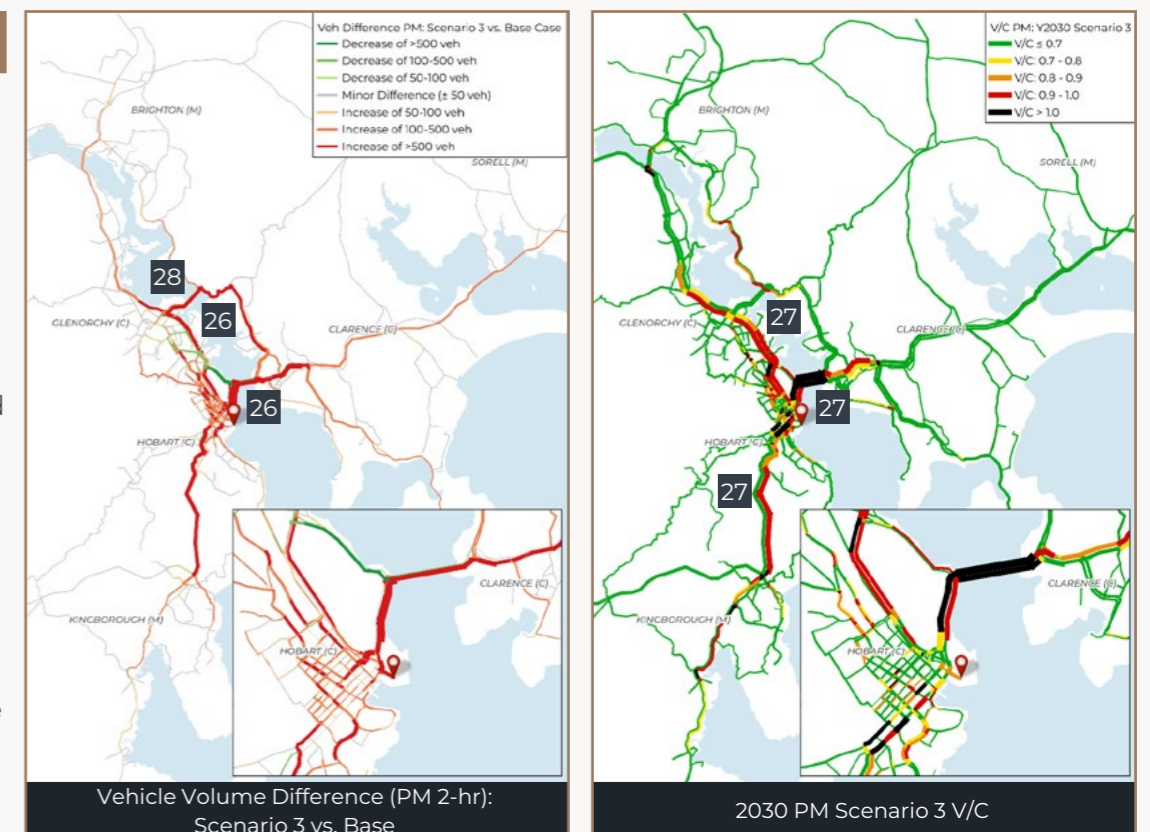 Veh Difference PM: Scenario 3 vs. Base Case
Decrease of >500 veh
Decrease of 100-500 veh
Decrease of 50-100 veh
Minor Difference (± 50 veh)
Increase of 50-100 veh
Increase of 100-500 veh
Increase of >500 veh
BRIGHTON (M)
SORELL (M)
28
26
GLENORCHY (C)
CLARENCE (C)
26
HOBART (C)
KINGBOROUGH (M)
CLARENCE (C)
HOBART (C)
Vehicle Volume Difference (PM 2-hr):
Scenario 3 vs. Base
V/C PM: Y2030 Scenario 3
V/C ≤ 0.7
V/C: 0.7 - 0.8
V/C: 0.8 - 0.9
V/C: 0.9 - 1.0
V/C > 1.0
BRIGHTON (M)
SORELL (M)
27
GLENORCHY (C)
CLARENCE (C)
27
HOBART (C)
27
KINGBOROUGH (M)
CLARENCE (C)
HOBART (C)
2030 PM Scenario 3 V/C